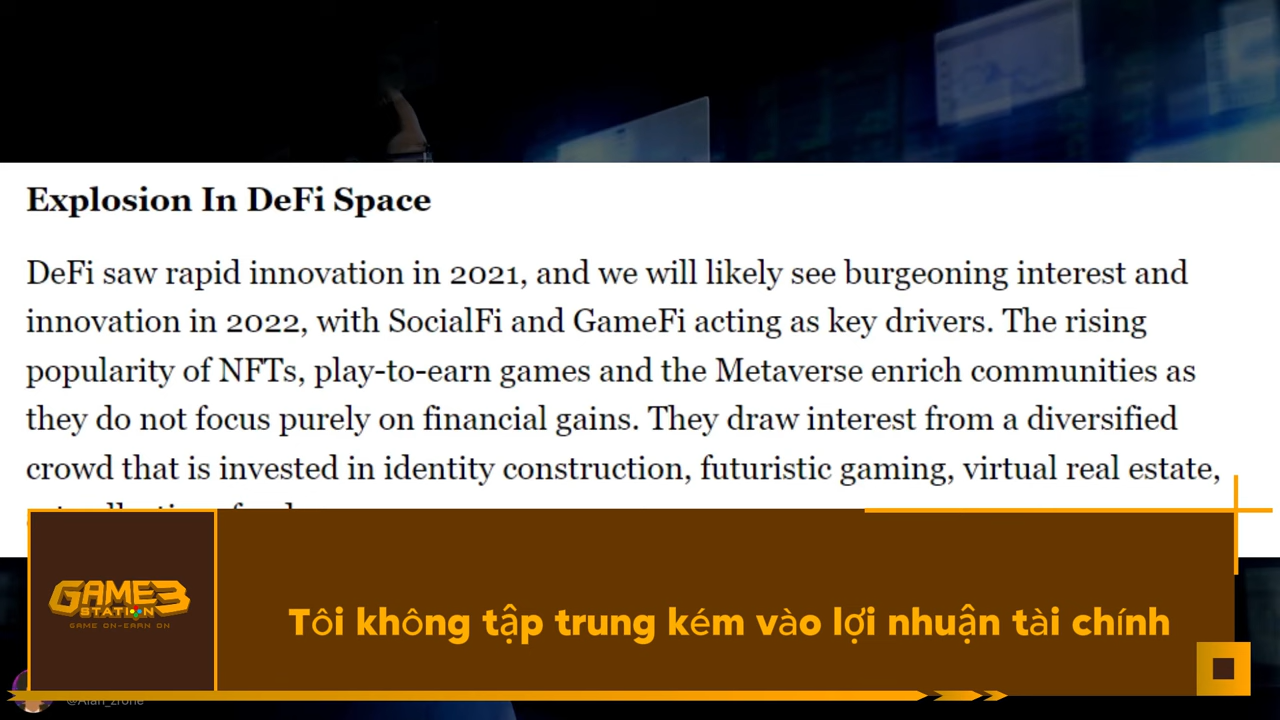 Explosion In DeFi Space
DeFi saw rapid innovation in 2021, and we will likely see burgeoning interest and
innovation in 2022, with SocialFi and GameFi acting as key drivers. The rising
popularity of NFTs, play-to-earn games and the Metaverse enrich communities as
they do not focus purely on financial gains. They draw interest from a diversified
crowd that is invested in identity construction, futuristic gaming, virtual real estate,
GAME3
STATION
GAME ON-EARN ON
Tôi không tập trung kém vào lợi nhuận tài chính